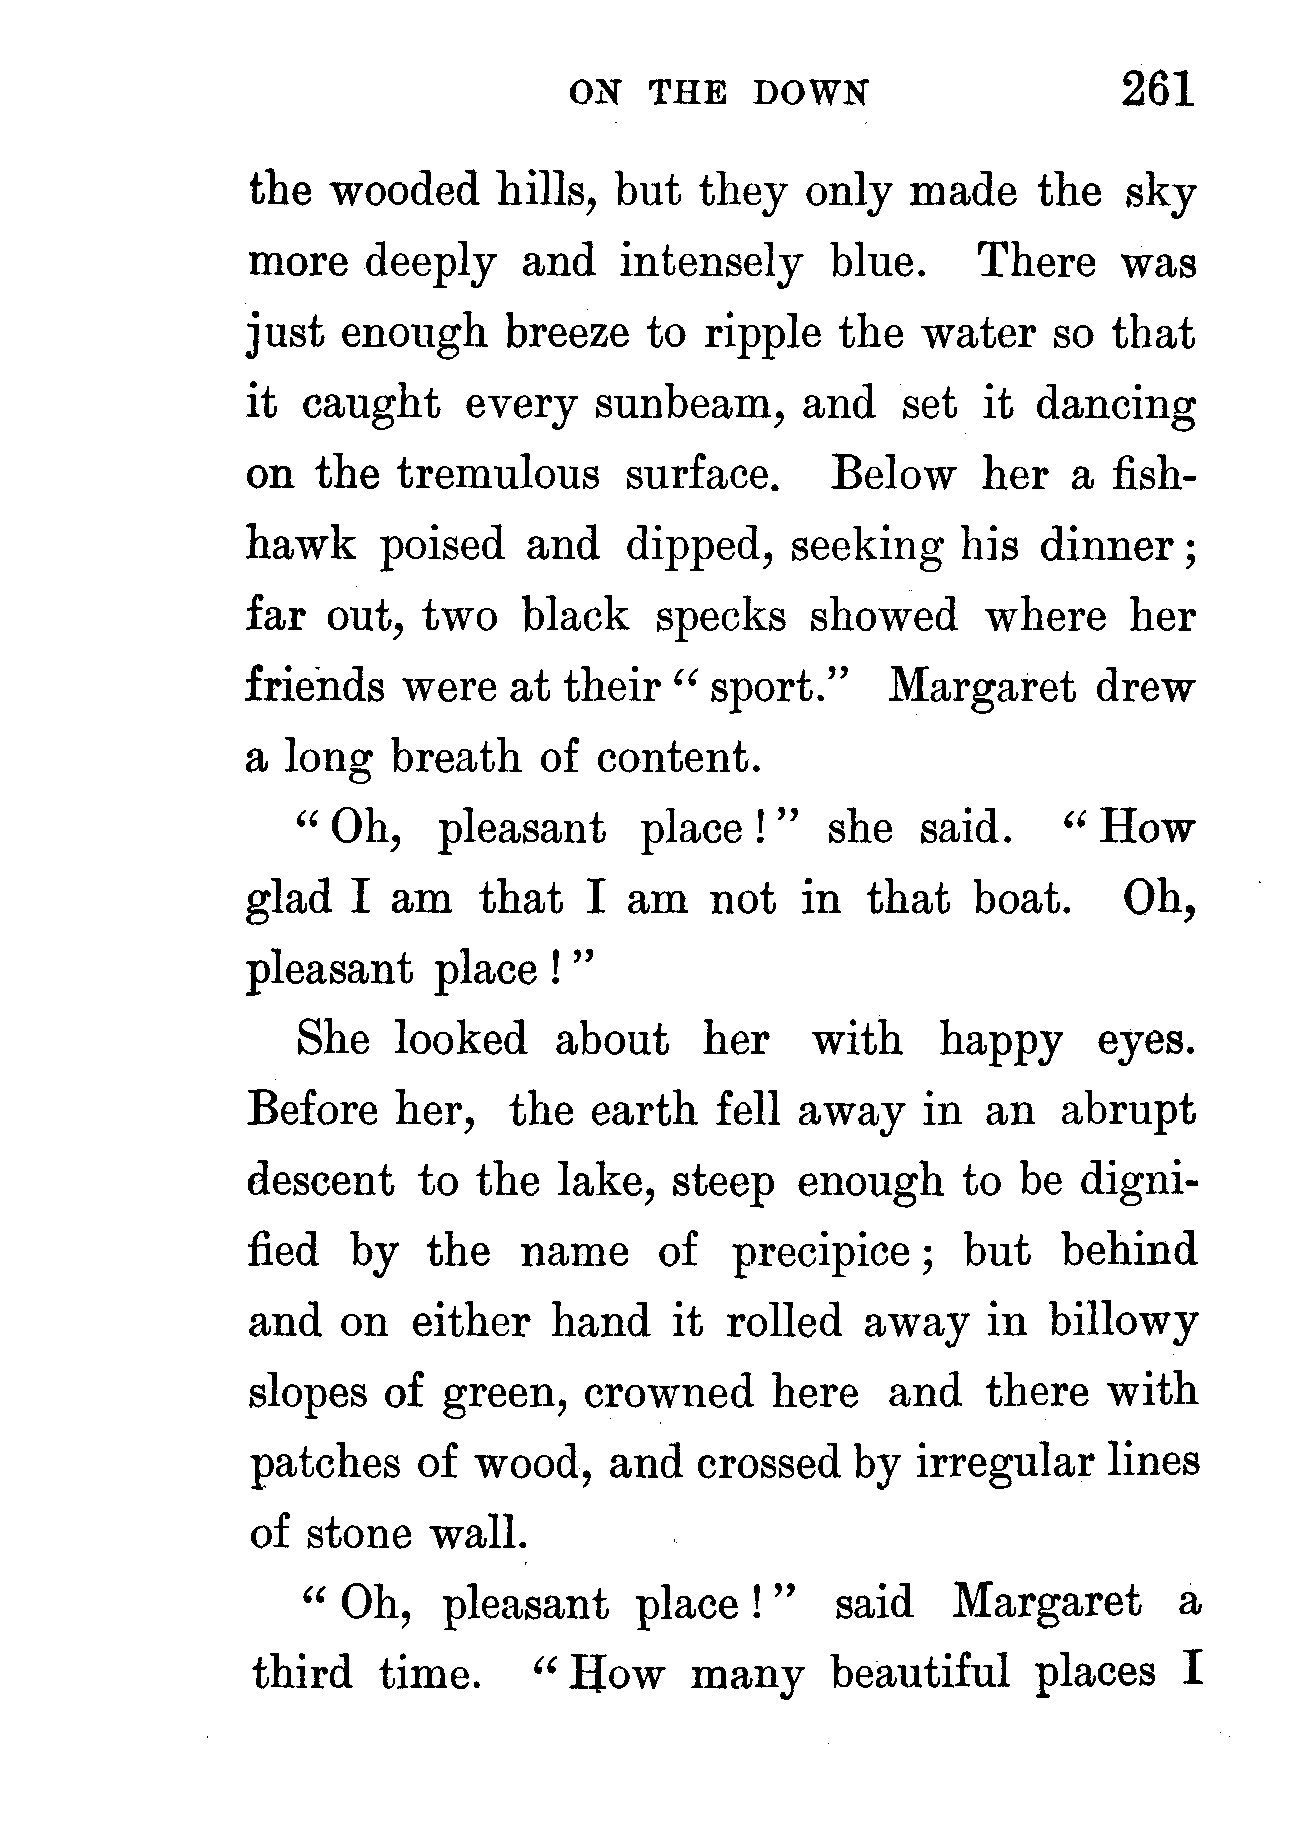 ON THE DOWN 261
the wooded hills, but they only made the sky
more deeply and intensely blue. There was
just enough breeze to ripple the water so that
it caught every sunbeam, and set it dancing
on the tremulous surface. Below her a fish-
hawk poised and dipped, seeking his dinner;
far out, two black specks showed where her
friends were at their “sport.” Margaret drew
a long breath of content.
“Oh, pleasant place!” she said. “How
glad I am that I am not in that boat. Oh,
pleasant place!”
She looked about her with happy eyes.
Before her, the earth fell away in an abrupt
descent to the lake, steep enough to be digni-
fied by the name of precipice; but behind
and on either hand it rolled away in billowy
slopes of green, crowned here and there with
patches of wood, and crossed by irregular lines
of stone wall.
“Oh, pleasant place!” said Margaret a
third time. “How many beautiful places I